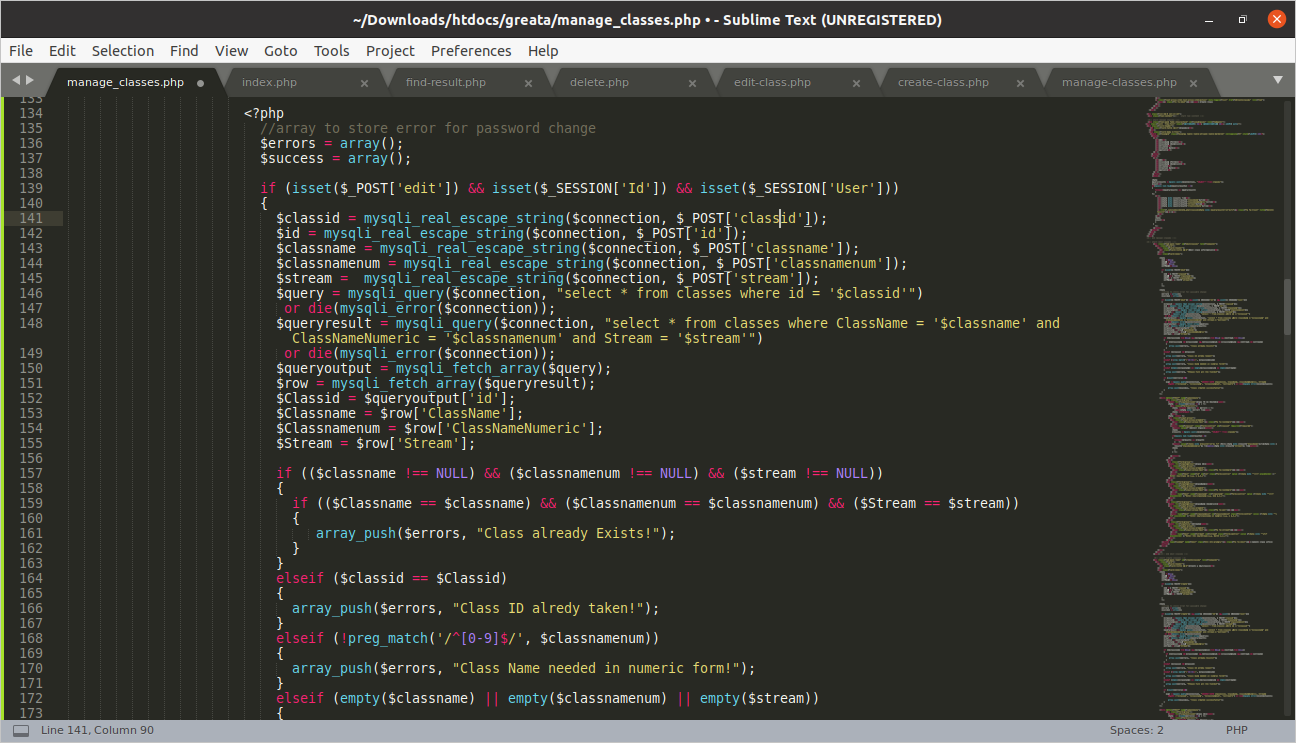 ~/Downloads/htdocs/greata/manage_classes.php • - Sublime Text (UNREGISTERED)
File Edit Selection Find View Goto Tools Project Preferences Help
manage_classes.php index.php find-result.php delete.php edit-class.php create-class.php manage-classes.php
133
134 <?php
135 //array to store error for password change
136 $errors = array();
137 $success = array();
138
139 if (isset($_POST['edit']) && isset($_SESSION['Id']) && isset($_SESSION['User']))
140 {
141 $classid = mysqli_real_escape_string($connection, $_POST['classid']);
142 $id = mysqli_real_escape_string($connection, $_POST['id']);
143 $classname = mysqli_real_escape_string($connection, $_POST['classname']);
144 $classnamenum = mysqli_real_escape_string($connection, $_POST['classnamenum']);
145 $stream =  mysqli_real_escape_string($connection, $_POST['stream']);
146 $query = mysqli_query($connection, "select * from classes where id = '$classid'")
147 or die(mysqli_error($connection));
148 $queryresult = mysqli_query($connection, "select * from classes where ClassName = '$classname' and
ClassNameNumeric = '$classnamenum' and Stream = '$stream'")
149 or die(mysqli_error($connection));
150 $queryoutput = mysqli_fetch_array($query);
151 $row = mysqli_fetch_array($queryresult);
152 $Classid = $queryoutput['id'];
153 $Classname = $row['ClassName'];
154 $Classnamenum = $row['ClassNameNumeric'];
155 $Stream = $row['Stream'];
156
157 if (($classname !== NULL) && ($classnamenum !== NULL) && ($stream !== NULL))
158 {
159 if (($Classname == $classname) && ($Classnamenum == $classnamenum) && ($Stream == $stream))
160 {
161 array_push($errors, "Class already Exists!");
162 }
163 }
164 elseif ($classid == $Classid)
165 {
166 array_push($errors, "Class ID alredy taken!");
167 }
168 elseif (!preg_match('/^[0-9]$/', $classnamenum))
169 {
170 array_push($errors, "Class Name needed in numeric form!");
171 }
172 elseif (empty($classname) || empty($classnamenum) || empty($stream))
173 {
Line 141, Column 90 Spaces: 2 PHP